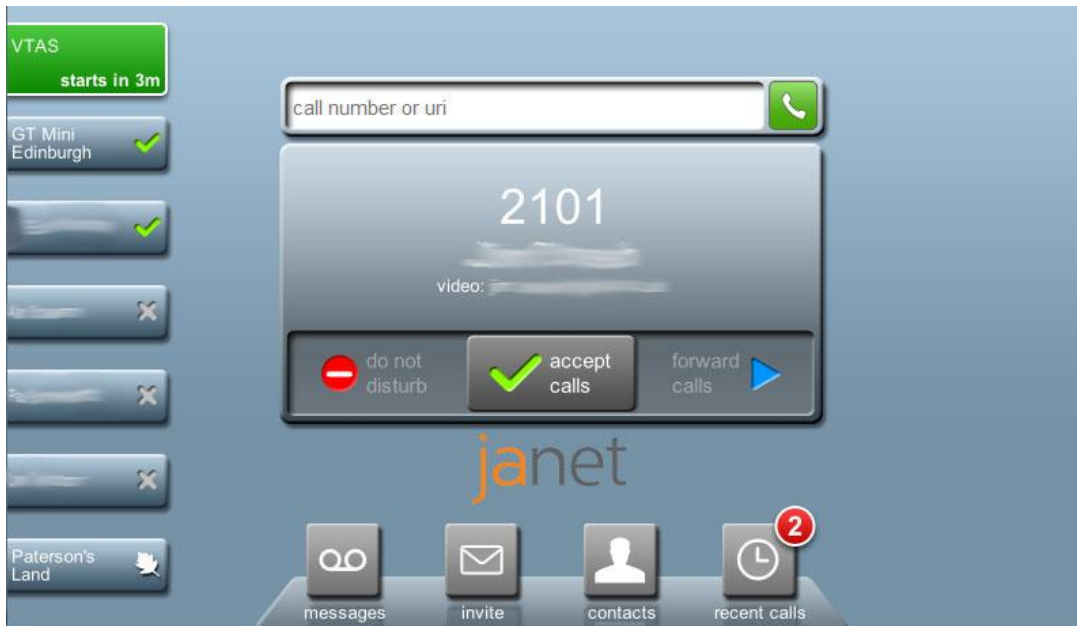 VTAS
starts in 3m
GT Mini
Edinburgh
Paterson's
Land
call number or uri
2101
video:
do not
disturb
accept
calls
forward
calls
janet
2
messages
invite
contacts
recent calls